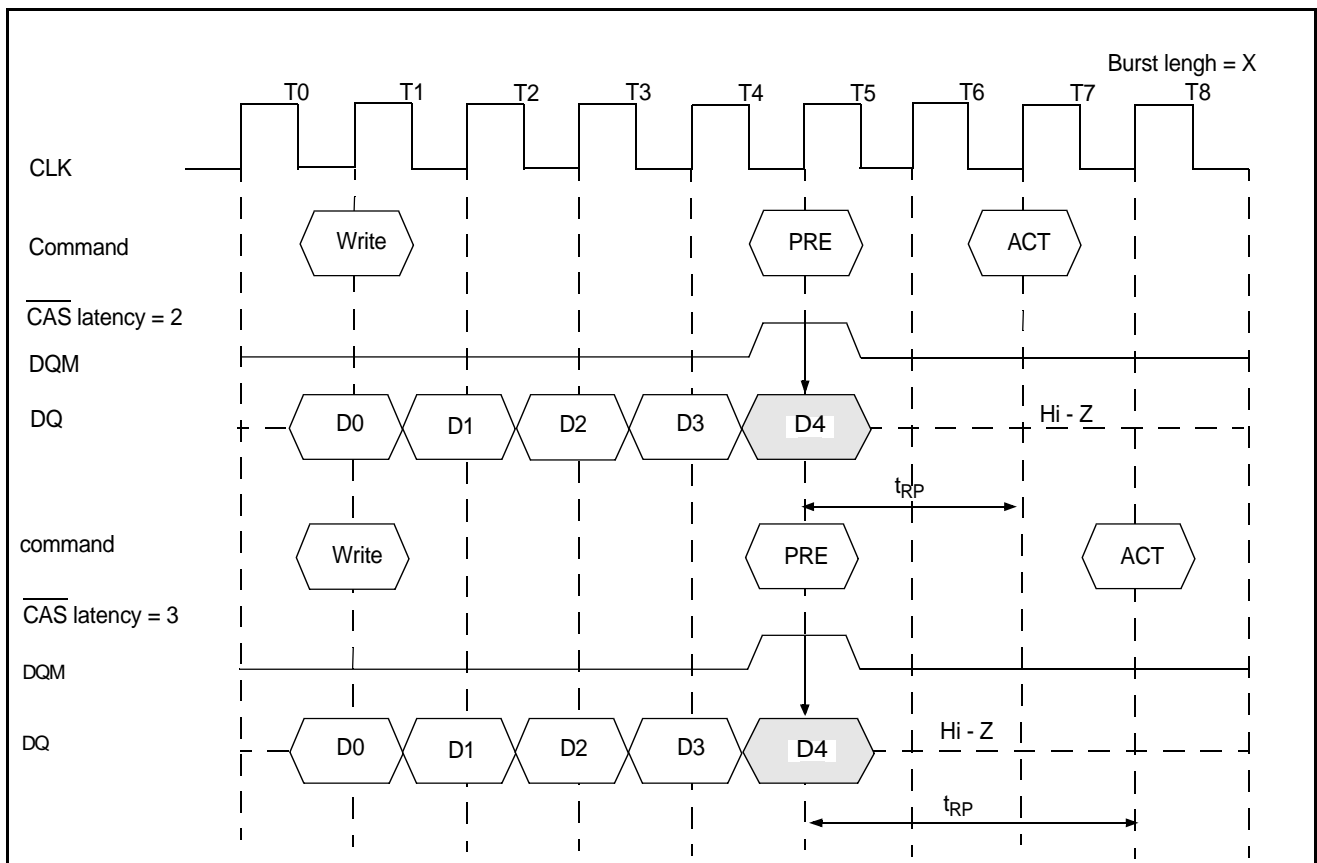 Burst lengh = X
T0 T1 T2 T3 T4 T5 T6 T7 T8
CLK
Command Write PRE ACT
CAS latency = 2
DQM
DQ D0 D1 D2 D3 D4 Hi - Z
tRP
command Write PRE ACT
CAS latency = 3
DQM
DQ D0 D1 D2 D3 D4 Hi - Z
tRP